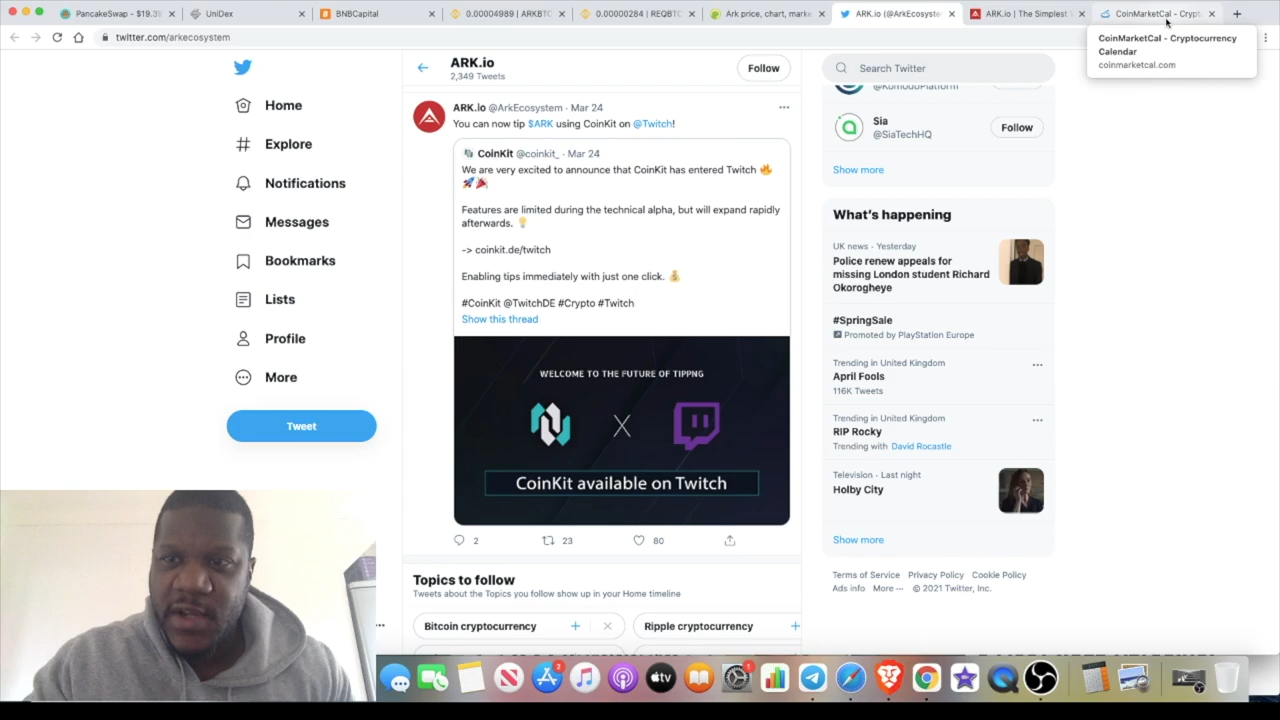 PancakeSwap - $19.3
UniDex
BNBCapital
0.00004989 | ARKBTC
0.00000284 | REQBTC
Ark price, chart, marke
ARK.io (@ArkEcosystem
ARK.io | The Simplest
CoinMarketCal - Crypt
twitter.com/arkecosystem
CoinMarketCal - Cryptocurrency
Calendar
coinmarketcal.com
Home
Explore
Notifications
Messages
Bookmarks
Lists
Profile
More
Tweet
ARK.io
2,349 Tweets
Follow
ARK.io @ArkEcosystem · Mar 24
You can now tip $ARK using CoinKit on @Twitch!
CoinKit @coinkit_ · Mar 24
We are very excited to announce that CoinKit has entered Twitch 🔥
🚀🎉
Features are limited during the technical alpha, but will expand rapidly
afterwards. 💡
-> coinkit.de/twitch
Enabling tips immediately with just one click. 💰
#CoinKit @TwitchDE #Crypto #Twitch
Show this thread
WELCOME TO THE FUTURE OF TIPPNG
X
CoinKit available on Twitch
2
23
80
Topics to follow
Tweets about the Topics you follow show up in your Home timeline
Bitcoin cryptocurrency
Ripple cryptocurrency
Search Twitter
@KomodoPlatform
Sia
@SiaTechHQ
Follow
Show more
What's happening
UK news · Yesterday
Police renew appeals for
missing London student Richard
Okorogheye
#SpringSale
Promoted by PlayStation Europe
Trending in United Kingdom
April Fools
116K Tweets
Trending in United Kingdom
RIP Rocky
Trending with David Rocastle
Television · Last night
Holby City
Show more
Terms of Service Privacy Policy Cookie Policy
Ads info More ··· © 2021 Twitter, Inc.
2
tv
1